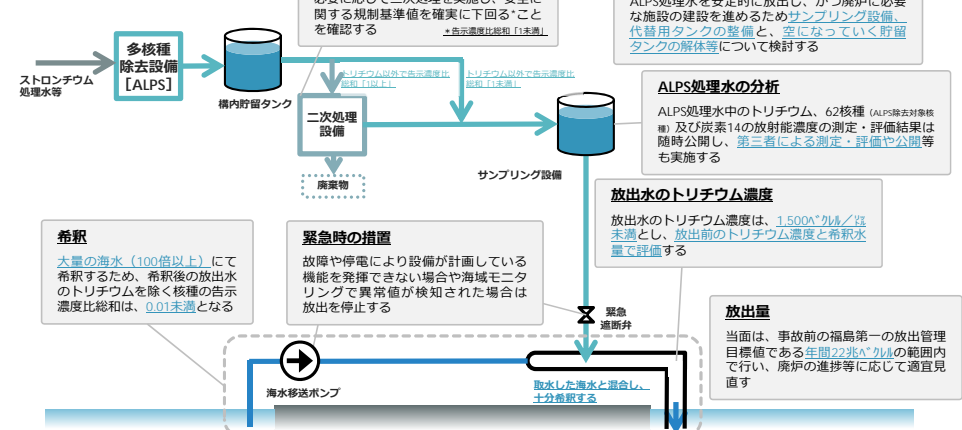 必要に応じて二次処理を実施し、安全に
関する規制基準値を確実に下回る*こと
を確認する
*告示濃度比総和「1未満」
ALPS処理水を安定的に放出し、かつ廃炉に必要
な施設の建設を進めるためサンプリング設備、
代替用タンクの整備と、空になっていく貯留
タンクの解体等について検討する
ストロンチウム
処理水等
多核種
除去設備
[ALPS]
構内貯留タンク
トリチウム以外で告示濃度比
総和「1以上」
トリチウム以外で告示濃度比
総和「1未満」
二次処理
設備
廃棄物
サンプリング設備
ALPS処理水の分析
ALPS処理水中のトリチウム、62核種(ALPS除去対象核
種)及び炭素14の放射能濃度の測定・評価結果は
随時公開し、第三者による測定・評価や公開等
も実施する
放出水のトリチウム濃度
放出水のトリチウム濃度は、1,500ベクレル/リットル
未満とし、放出前のトリチウム濃度と希釈水
量で評価する
希釈
大量の海水(100倍以上)にて
希釈するため、希釈後の放出水
のトリチウムを除く核種の告示
濃度比総和は、0.01未満となる
緊急時の措置
故障や停電により設備が計画している
機能を発揮できない場合や海域モニタ
リングで異常値が検知された場合は
放出を停止する
緊急
遮断弁
放出量
当面は、事故前の福島第一の放出管理
目標値である年間22兆ベクレルの範囲内
で行い、廃炉の進捗等に応じて適宜見
直す
海水移送ポンプ
取水した海水と混合し、
十分希釈する